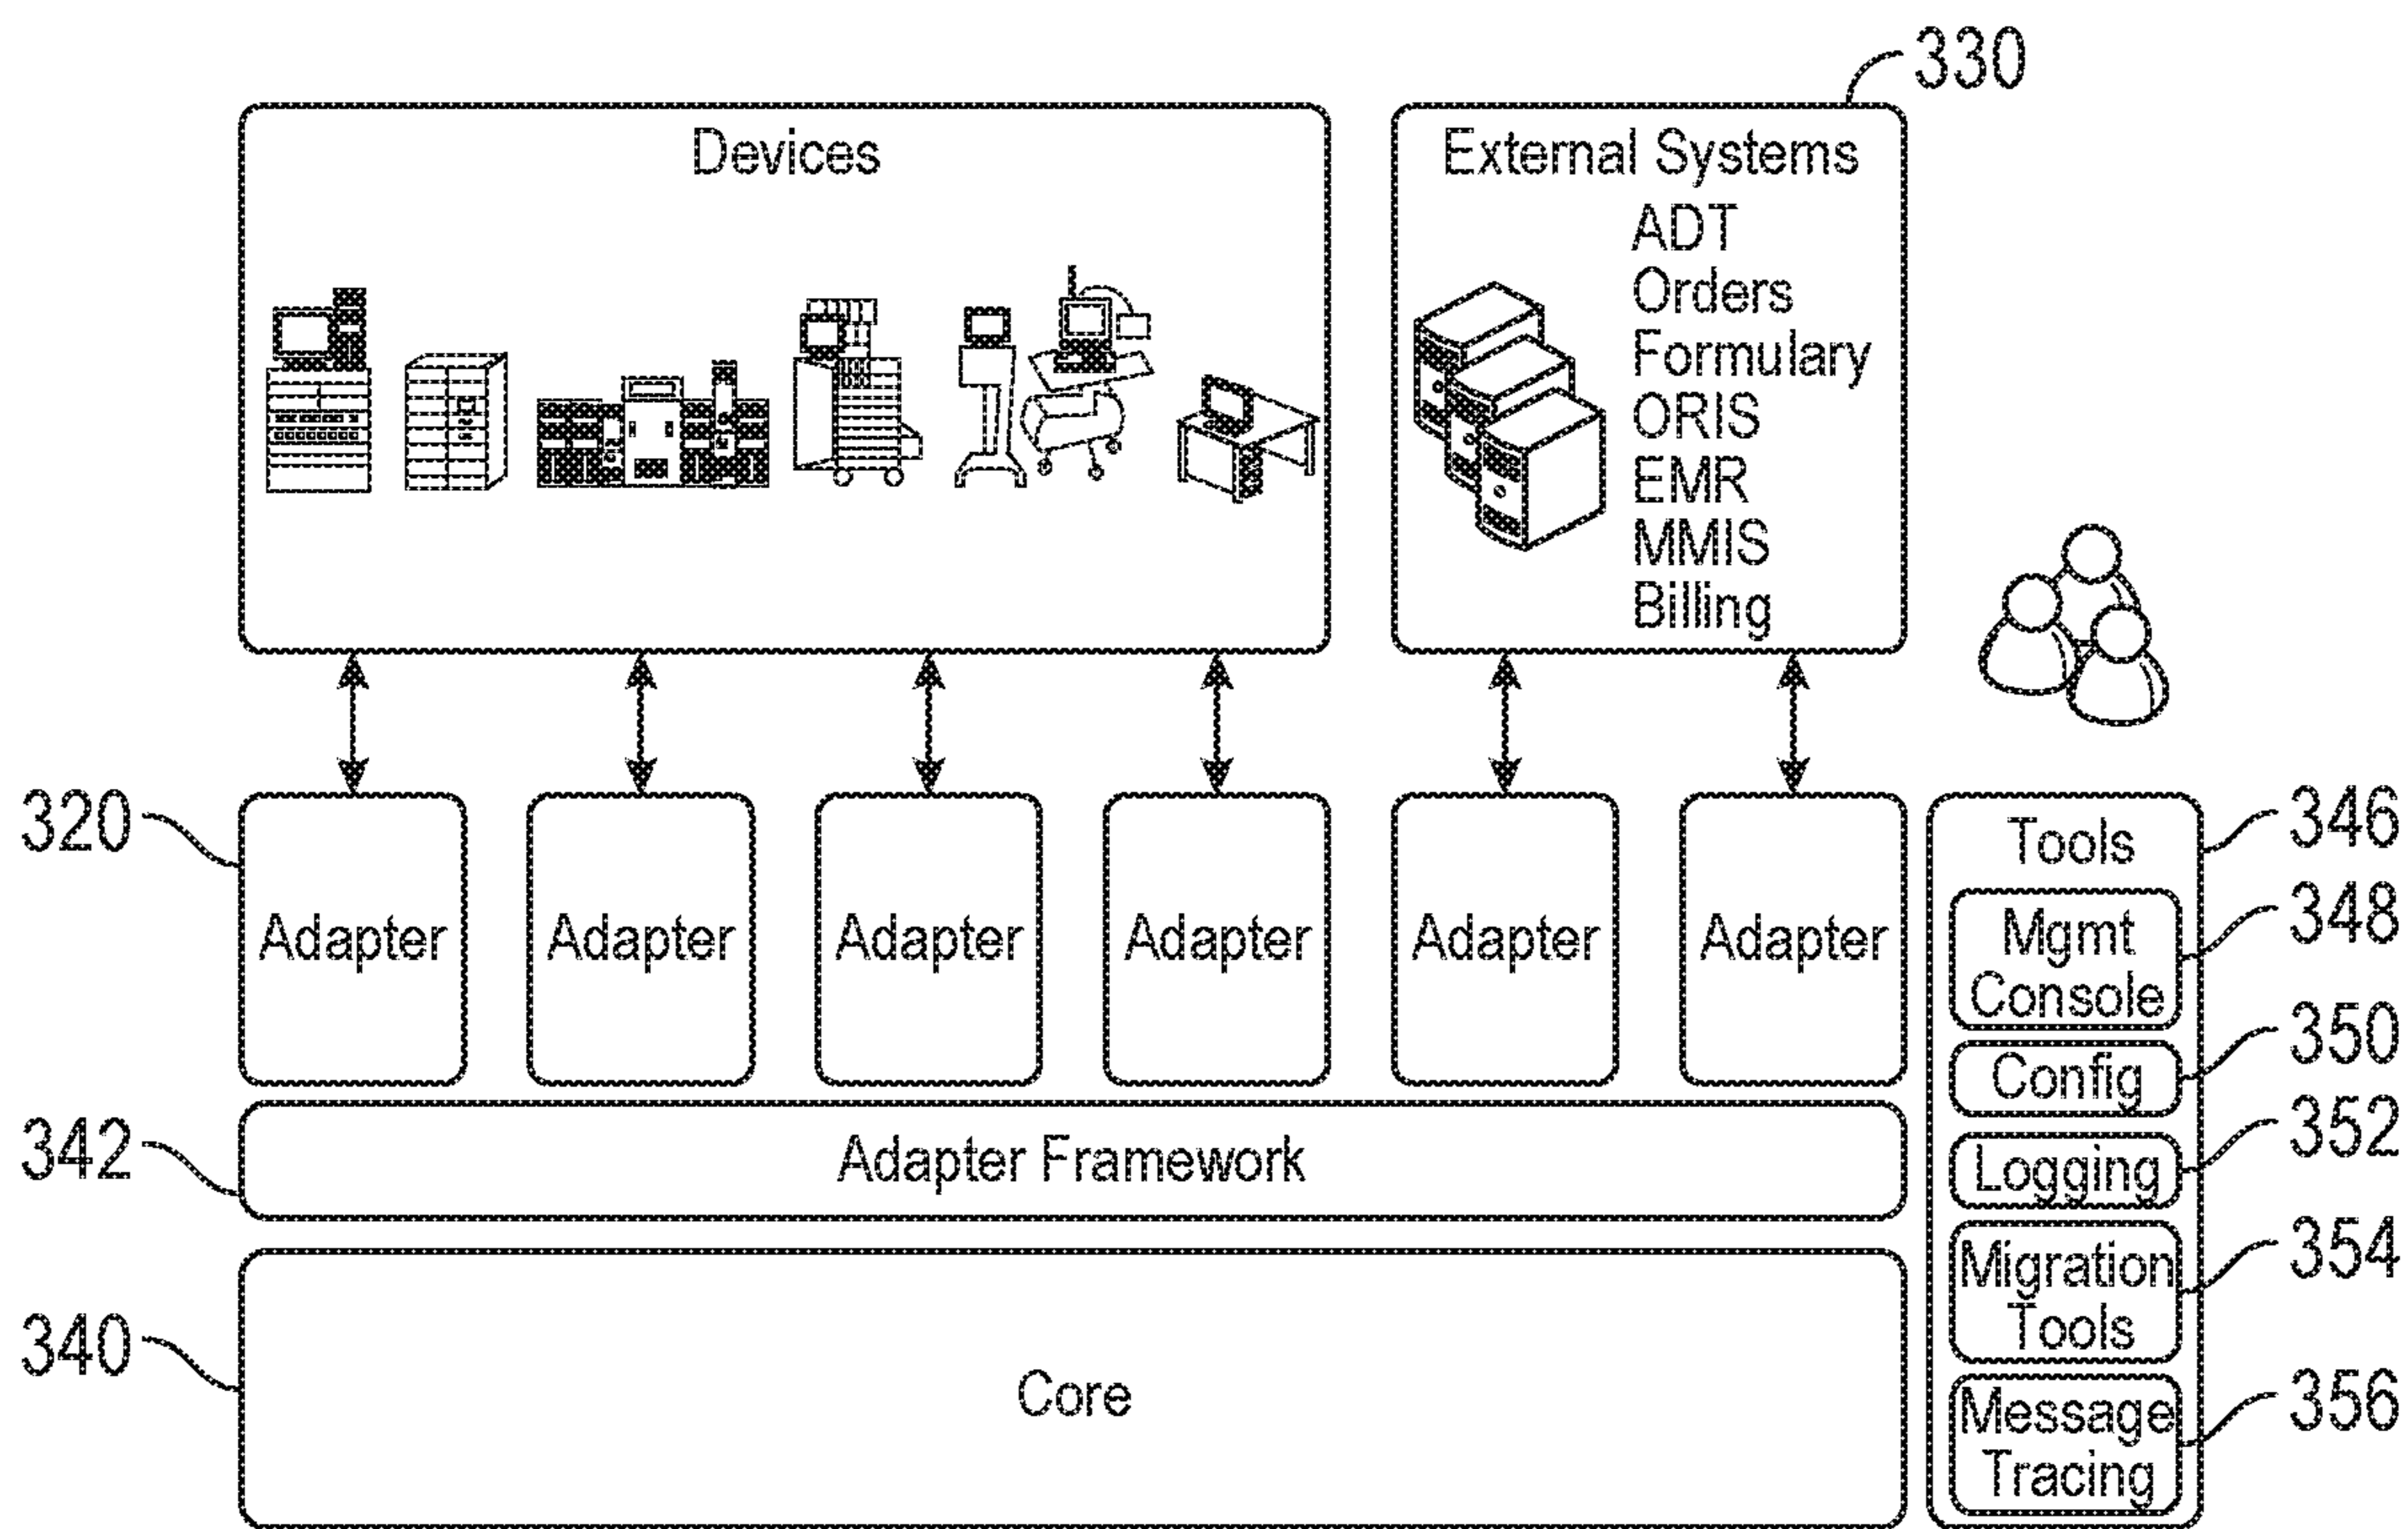 330
Devices
External Systems
ADT
Orders
Formulary
ORIS
EMR
MMIS
Billing
320
Adapter
Adapter
Adapter
Adapter
Adapter
Adapter
Tools
346
Mgmt
Console
348
Config
350
Logging
352
Migration
Tools
354
Message
Tracing
356
342
Adapter Framework
340
Core